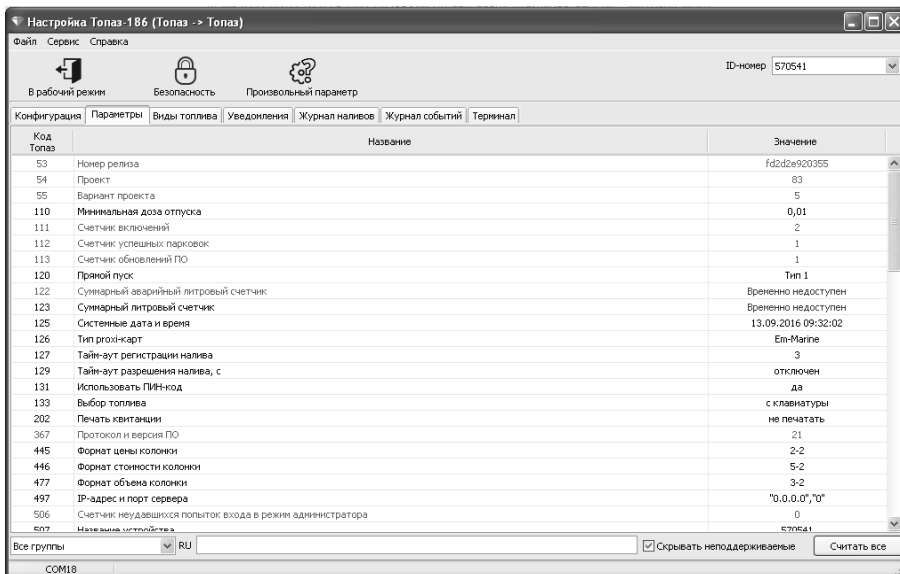 Настройка Топаз-186 (Топаз -> Топаз)
Файл Сервис Справка
В рабочий режим Безопасность Произвольный параметр ID-номер 570541
Конфигурация Параметры Виды топлива Уведомления Журнал наливов Журнал событий Терминал
Код Топаз Название Значение
53 Номер релиза fd2d2e920355
54 Проект 83
55 Вариант проекта 5
110 Минимальная доза отпуска 0,01
111 Счетчик включений 2
112 Счетчик успешных парковок 1
113 Счетчик обновлений ПО 1
120 Прямой пуск Тип 1
122 Суммарный аварийный литровый счетчик Временно недоступен
123 Суммарный литровый счетчик Временно недоступен
125 Системные дата и время 13.09.2016 09:32:02
126 Тип proxi-карт Em-Marine
127 Тайм-аут регистрации налива 3
129 Тайм-аут разрешения налива, с отключен
131 Использовать ПИН-код да
133 Выбор топлива с клавиатуры
202 Печать квитанции не печатать
367 Протокол и версия ПО 21
445 Формат цены колонки 2-2
446 Формат стоимости колонки 5-2
477 Формат объема колонки 3-2
497 IP-адрес и порт сервера "0.0.0.0","0"
506 Счетчик неудавшихся попыток входа в режим администратора 0
507 Название устройства 570541
Все группы RU Скрывать неподдерживаемые Считать все
COM18